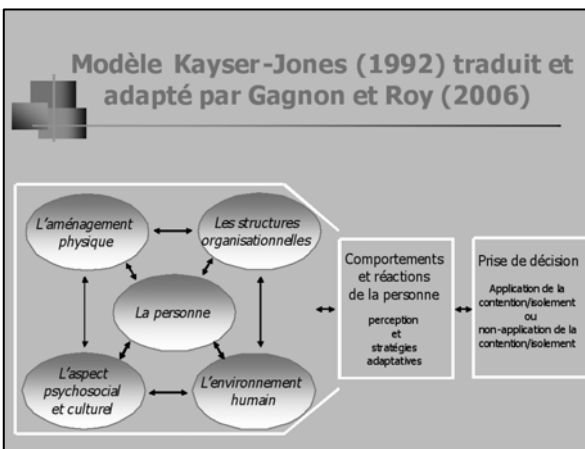 Modèle Kayser-Jones (1992) traduit et
adapté par Gagnon et Roy (2006)
L'aménagement
physique
Les structures
organisationnelles
La personne
L'aspect
psychosocial
et culturel
L'environnement
humain
Comportements
et réactions
de la personne
perception
et
stratégies
adaptatives
Prise de décision
Application de la
contention/isolement
ou
non-application de la
contention/isolement